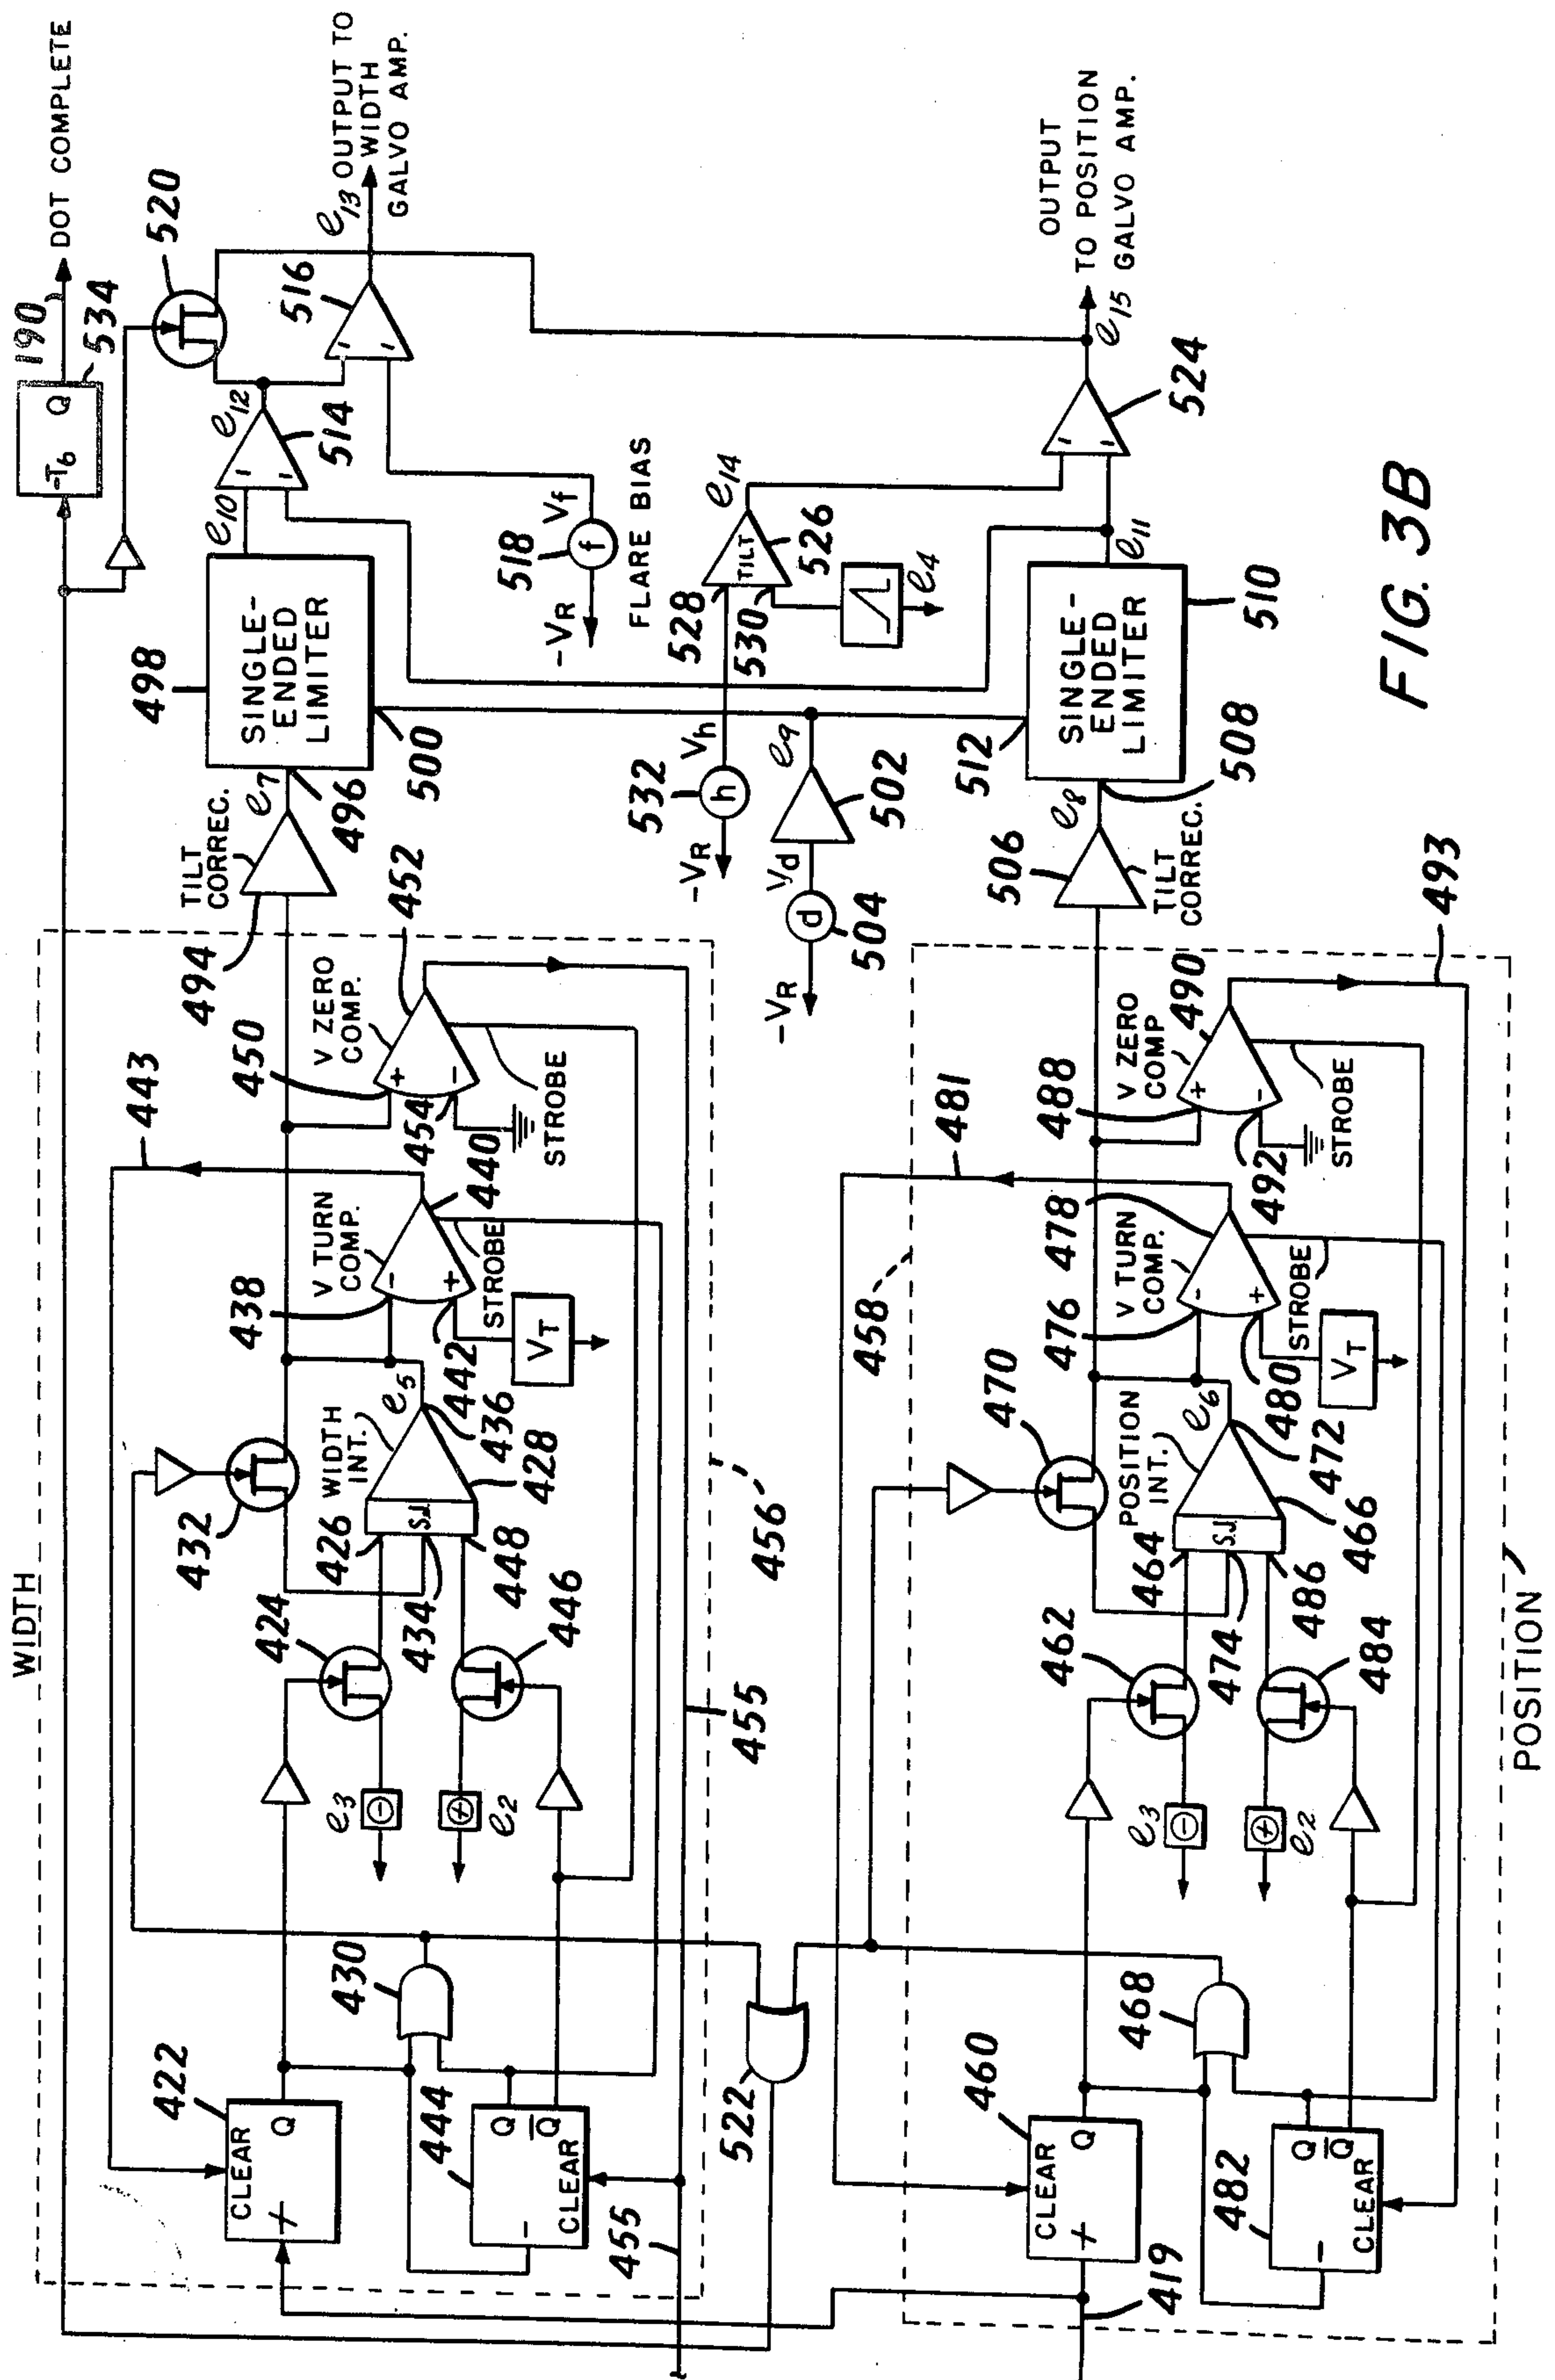 WIDTH
190
DOT COMPLETE
-T6 Q
534
520
e13 OUTPUT TO
WIDTH
GALVO AMP.
516
e12
514
e10
498
SINGLE-
ENDED
LIMITER
500
e7
496
TILT
CORREC.
494
452
V ZERO
COMP.
450
+
-
454
STROBE
443
440
V TURN
COMP.
438
-
+
442
STROBE
VT
e5
436
WIDTH
INT.
428
S.J.
432
426
434
448
424
446
e3
-
+
e2
455
456'
430
422
CLEAR
Q
444
Q
Q
-
CLEAR
455
522
518
Vf
f
-VR
FLARE BIAS
e14
528
TILT
526
530
e4
532
Vh
h
-VR
e9
502
Vd
504
d
-VR
OUTPUT
TO POSITION
GALVO AMP.
e15
524
e11
SINGLE-
ENDED
LIMITER
510
512
508
e8
506
TILT
CORREC.
493
490
V ZERO
COMP
488
+
-
492
STROBE
481
478
V TURN
COMP.
476
-
+
480
STROBE
VT
458
470
e6
POSITION
INT.
472
464
S.J.
466
474
486
462
484
e3
-
+
e2
468
460
CLEAR
Q
482
Q
Q
-
CLEAR
419
POSITION'
FIG. 3B